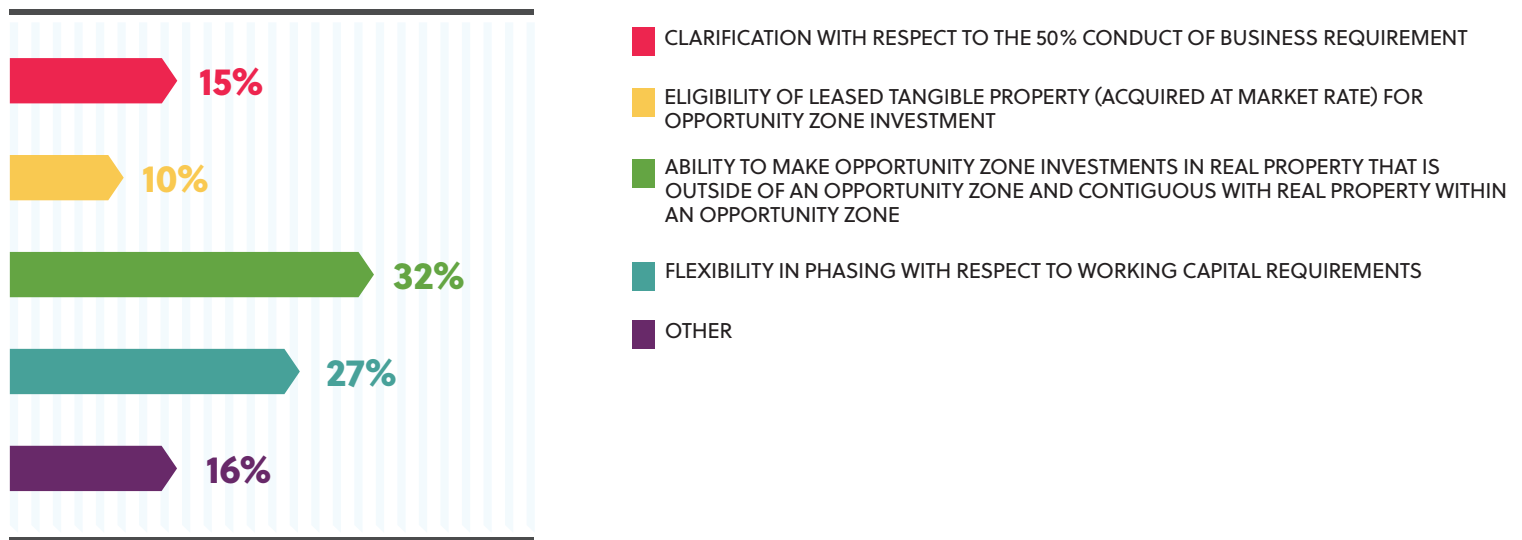 15%
10%
32%
27%
16%
CLARIFICATION WITH RESPECT TO THE 50% CONDUCT OF BUSINESS REQUIREMENT
ELIGIBILITY OF LEASED TANGIBLE PROPERTY (ACQUIRED AT MARKET RATE) FOR
OPPORTUNITY ZONE INVESTMENT
ABILITY TO MAKE OPPORTUNITY ZONE INVESTMENTS IN REAL PROPERTY THAT IS
OUTSIDE OF AN OPPORTUNITY ZONE AND CONTIGUOUS WITH REAL PROPERTY WITHIN
AN OPPORTUNITY ZONE
FLEXIBILITY IN PHASING WITH RESPECT TO WORKING CAPITAL REQUIREMENTS
OTHER